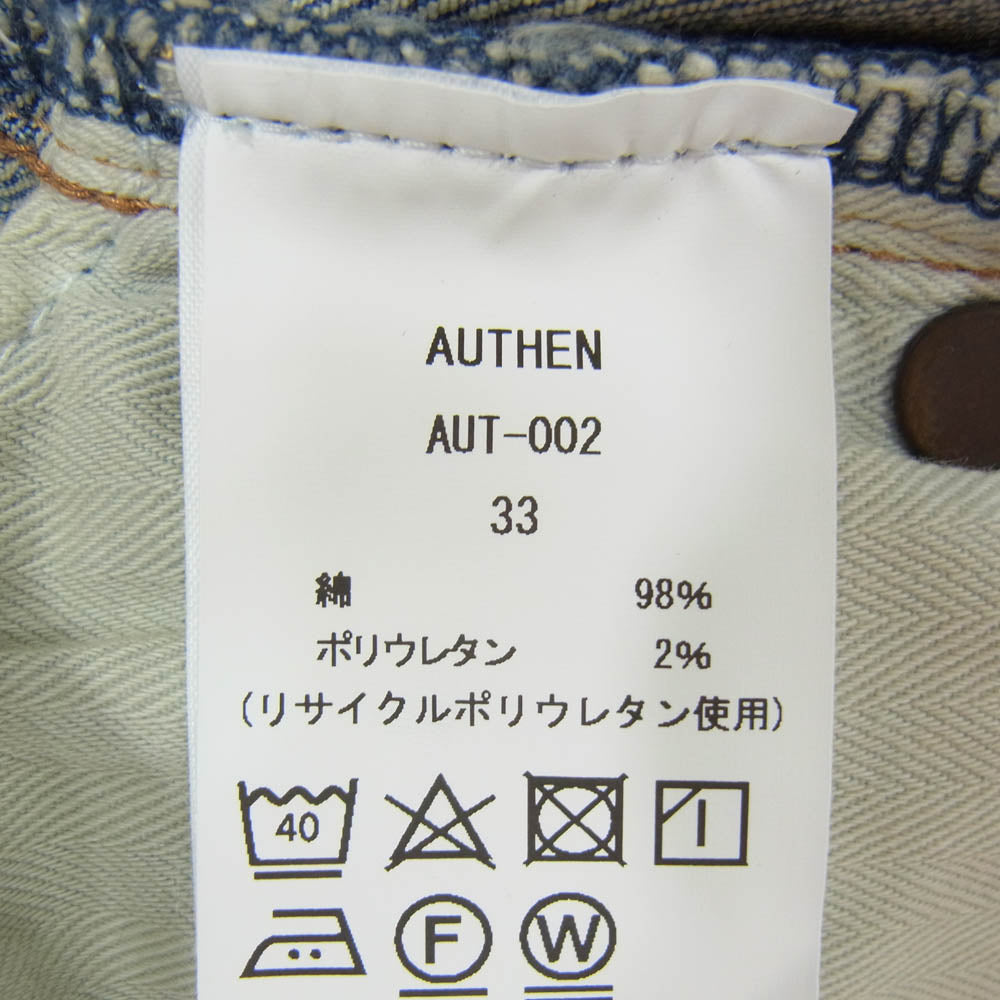 AUTHEN
AUT-002
33
綿 98%
ポリウレタン 2%
(リサイクルポリウレタン使用)
40
F W